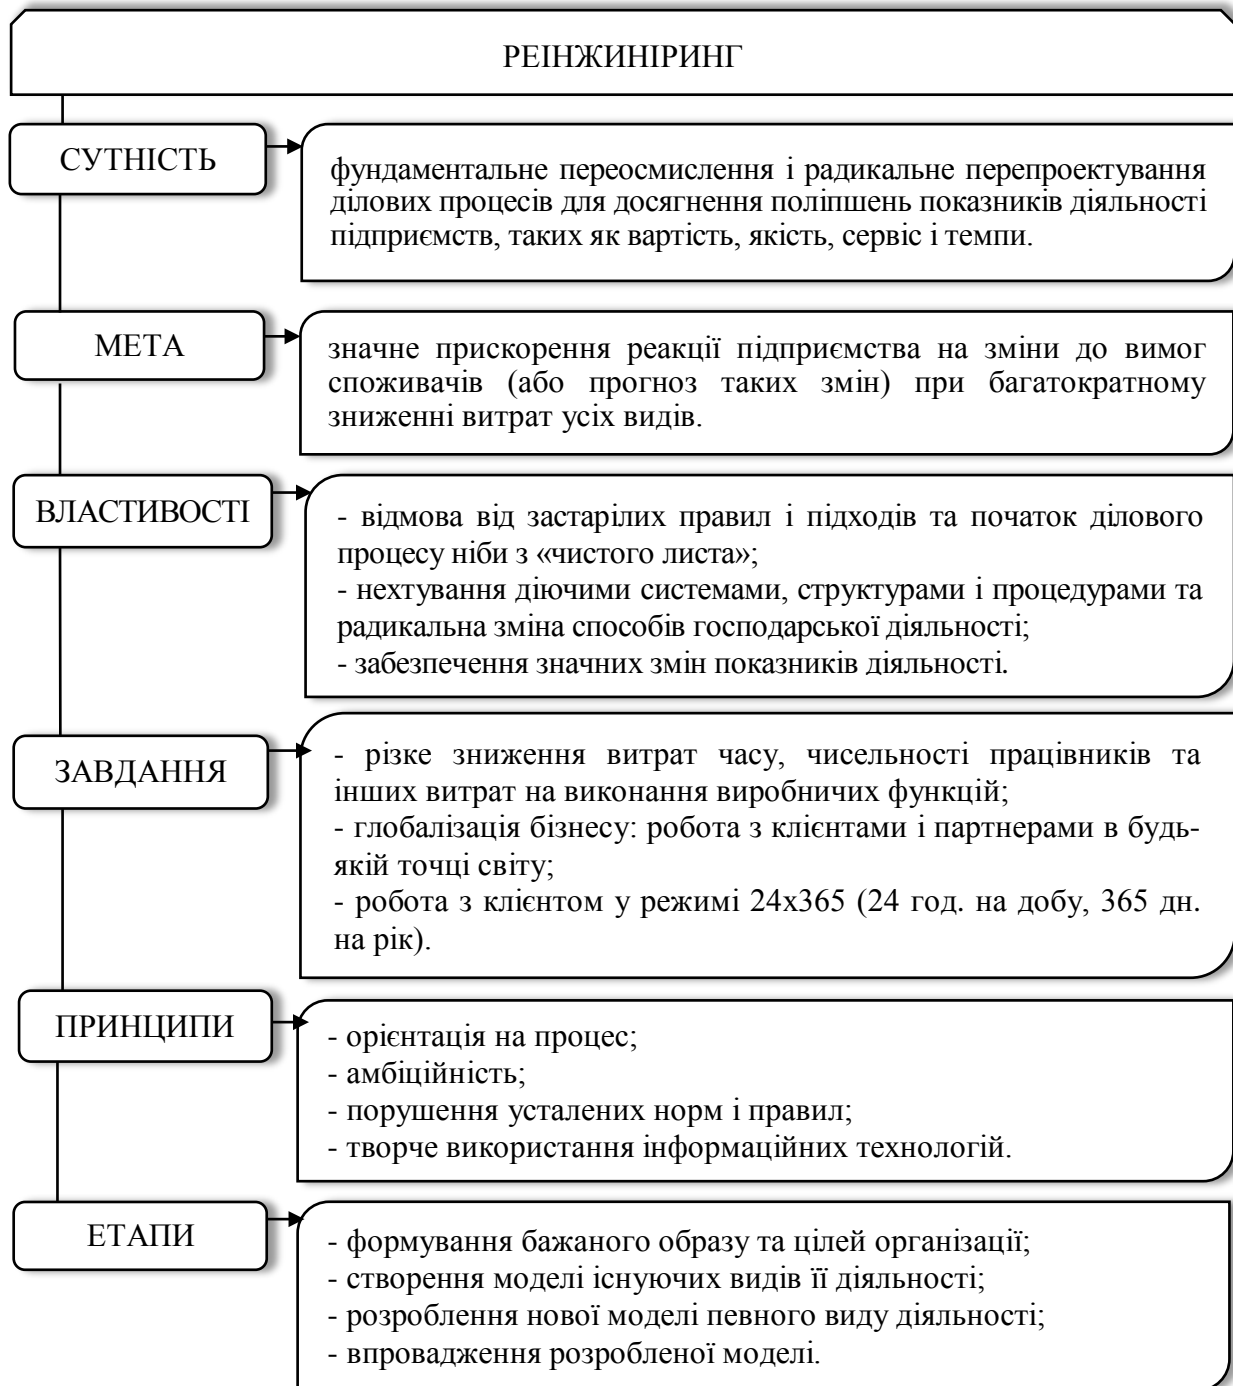 РЕІНЖИНІРИНГ
СУТНІСТЬ
фундаментальне переосмислення і радикальне перепроектування
ділових процесів для досягнення поліпшень показників діяльності
підприємств, таких як вартість, якість, сервіс і темпи.
МЕТА
значне прискорення реакції підприємства на зміни до вимог
споживачів (або прогноз таких змін) при багатократному
зниженні витрат усіх видів.
ВЛАСТИВОСТІ
- відмова від застарілих правил і підходів та початок ділового
процесу ніби з «чистого листа»;
- нехтування діючими системами, структурами і процедурами та
радикальна зміна способів господарської діяльності;
- забезпечення значних змін показників діяльності.
ЗАВДАННЯ
- різке зниження витрат часу, чисельності працівників та
інших витрат на виконання виробничих функцій;
- глобалізація бізнесу: робота з клієнтами і партнерами в будь-
якій точці світу;
- робота з клієнтом у режимі 24х365 (24 год. на добу, 365 дн.
на рік).
ПРИНЦИПИ
- орієнтація на процес;
- амбіційність;
- порушення усталених норм і правил;
- творче використання інформаційних технологій.
ЕТАПИ
- формування бажаного образу та цілей організації;
- створення моделі існуючих видів її діяльності;
- розроблення нової моделі певного виду діяльності;
- впровадження розробленої моделі.